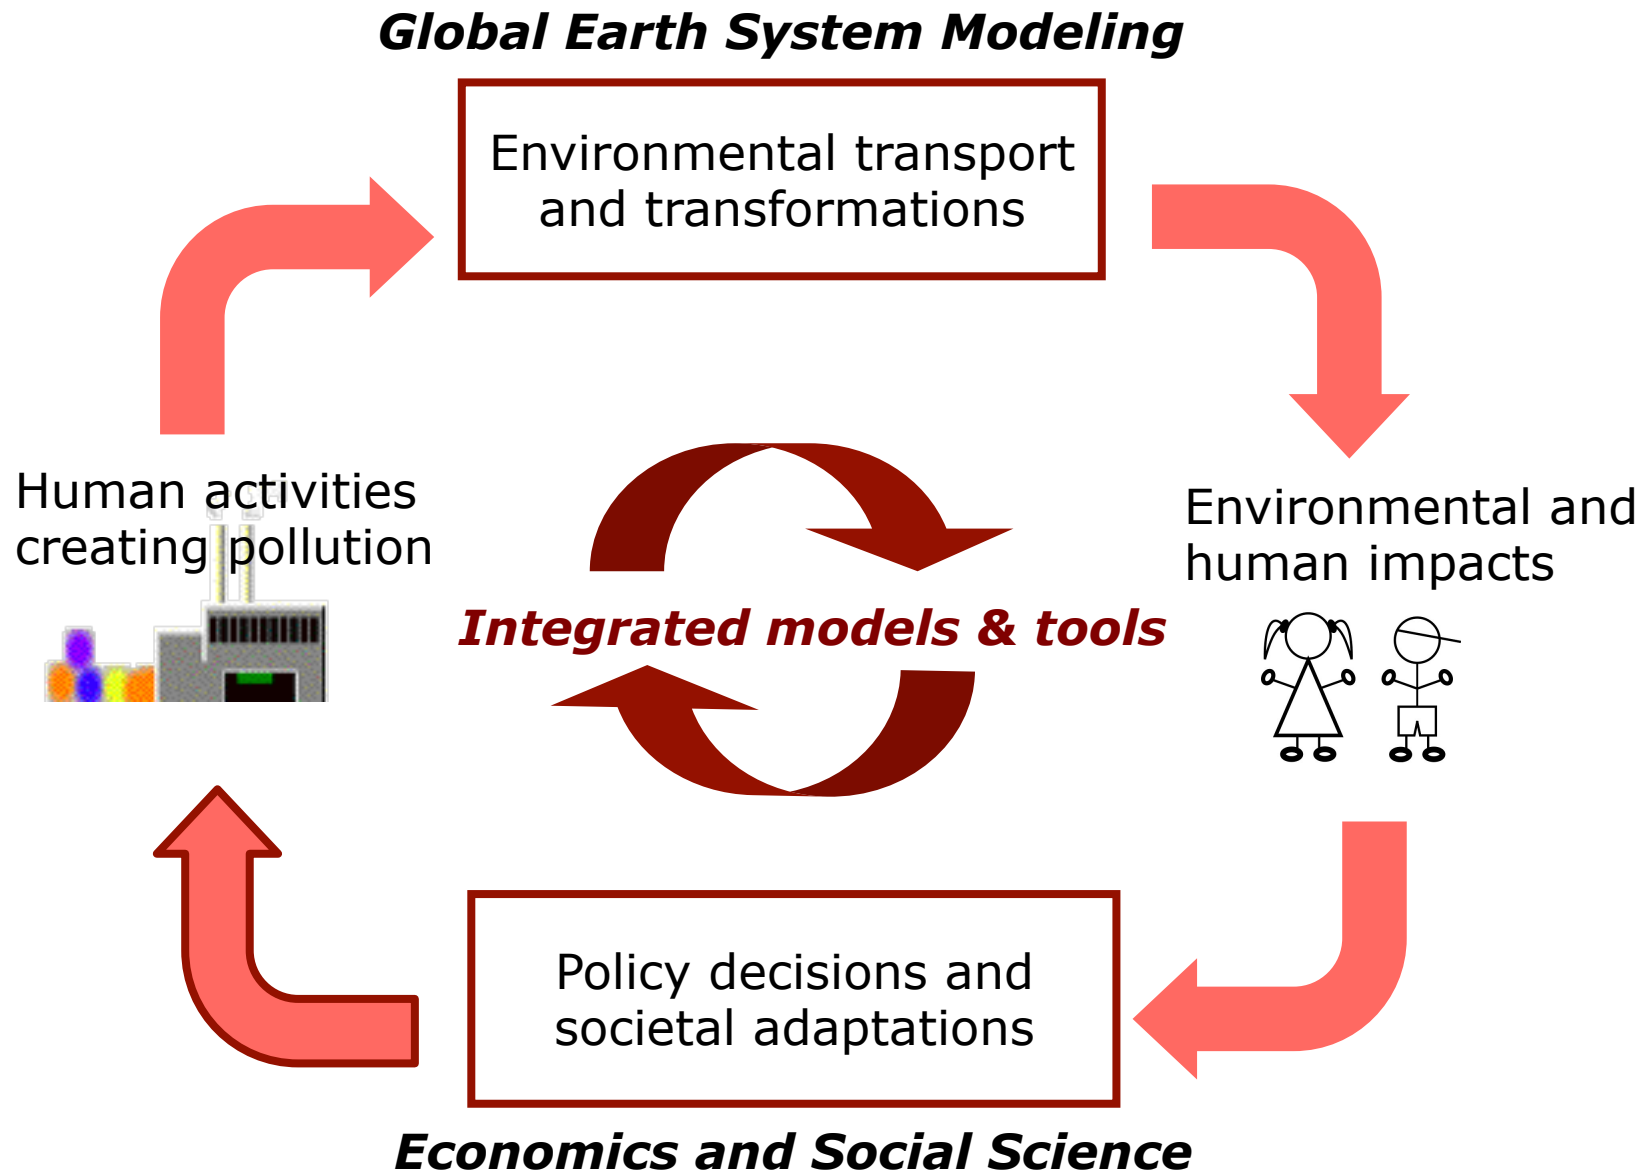 Global Earth System Modeling
Environmental transport
and transformations
Human activities
creating pollution
Environmental and
human impacts
Integrated models & tools
Policy decisions and
societal adaptations
Economics and Social Science